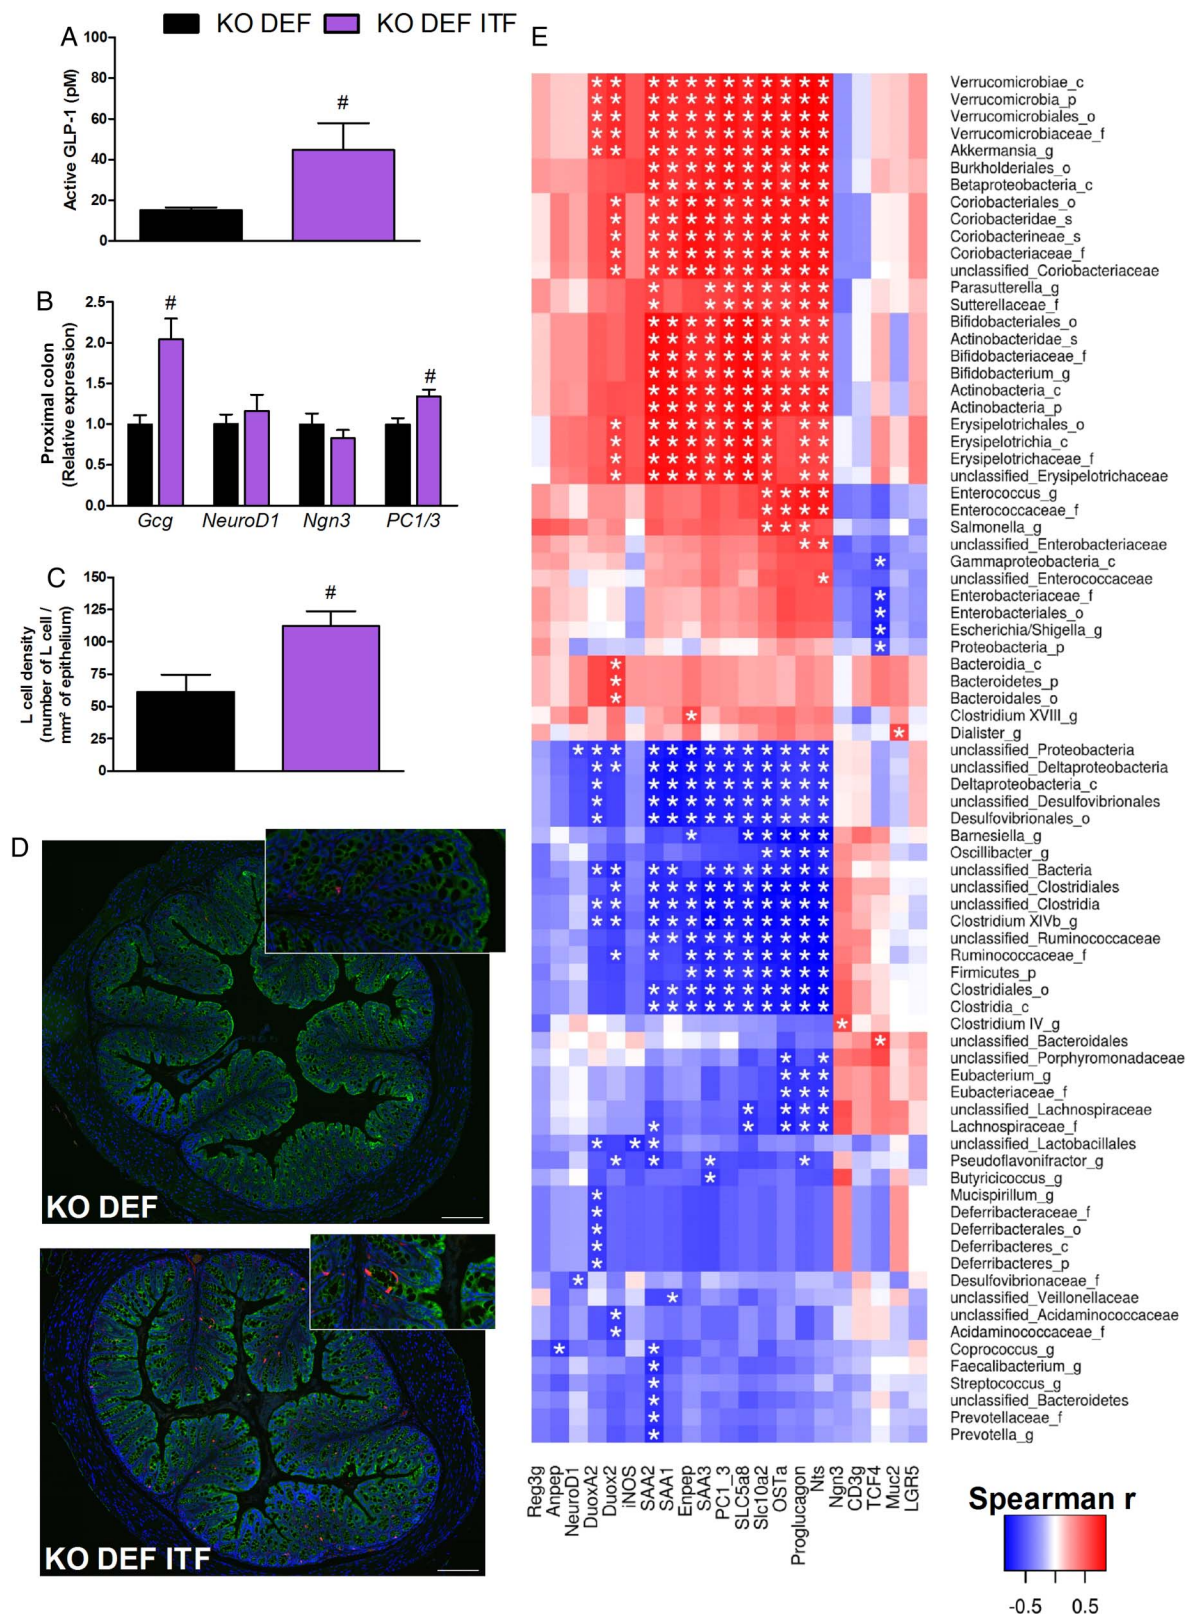 KO DEF KO DEF ITF
A
100
80
60
40
20
0
Active GLP-1 (pM)
#
B
2.5
2.0
1.5
1.0
0.5
0.0
Proximal colon
(Relative expression)
#
#
Gcg NeuroD1 Ngn3 PC1/3
C
150
125
100
75
50
25
0
L cell density
(number of L cell /
mm² of epithelium)
#
D
KO DEF
KO DEF ITF
E
Verrucomicrobiae_c
Verrucomicrobia_p
Verrucomicrobiales_o
Verrucomicrobiaceae_f
Akkermansia_g
Burkholderiales_o
Betaproteobacteria_c
Coriobacteriales_o
Coriobacteridae_s
Coriobacterineae_s
Coriobacteriaceae_f
unclassified_Coriobacteriaceae
Parasutterella_g
Sutterellaceae_f
Bifidobacteriales_o
Actinobacteridae_s
Bifidobacteriaceae_f
Bifidobacterium_g
Actinobacteria_c
Actinobacteria_p
Erysipelotrichales_o
Erysipelotrichia_c
Erysipelotrichaceae_f
unclassified_Erysipelotrichaceae
Enterococcus_g
Enterococcaceae_f
Salmonella_g
unclassified_Enterobacteriaceae
Gammaproteobacteria_c
unclassified_Enterococcaceae
Enterobacteriaceae_f
Enterobacteriales_o
Escherichia/Shigella_g
Proteobacteria_p
Bacteroidia_c
Bacteroidetes_p
Bacteroidales_o
Clostridium XVIII_g
Dialister_g
unclassified_Proteobacteria
unclassified_Deltaproteobacteria
Deltaproteobacteria_c
unclassified_Desulfovibrionales
Desulfovibrionales_o
Barnesiella_g
Oscillibacter_g
unclassified_Bacteria
unclassified_Clostridiales
unclassified_Clostridia
Clostridium XIVb_g
unclassified_Ruminococcaceae
Ruminococcaceae_f
Firmicutes_p
Clostridiales_o
Clostridia_c
Clostridium IV_g
unclassified_Bacteroidales
unclassified_Porphyromonadaceae
Eubacterium_g
Eubacteriaceae_f
unclassified_Lachnospiraceae
Lachnospiraceae_f
unclassified_Lactobacillales
Pseudoflavonifractor_g
Butyricicoccus_g
Mucispirillum_g
Deferribacteraceae_f
Deferribacterales_o
Deferribacteres_c
Deferribacteres_p
Desulfovibrionaceae_f
unclassified_Veillonellaceae
unclassified_Acidaminococcaceae
Acidaminococcaceae_f
Coprococcus_g
Faecalibacterium_g
Streptococcus_g
unclassified_Bacteroidetes
Prevotellaceae_f
Prevotella_g
Reg3g
Anpep
NeuroD1
DuoxA2
Duox2
iNOS
SAA2
SAA1
Enpep
SAA3
PC1_3
SLC5a8
Slc10a2
OSTa
Proglucagon
Nts
Ngn3
CD3g
TCF4
Muc2
LGR5
Spearman r
-0.5 0.5